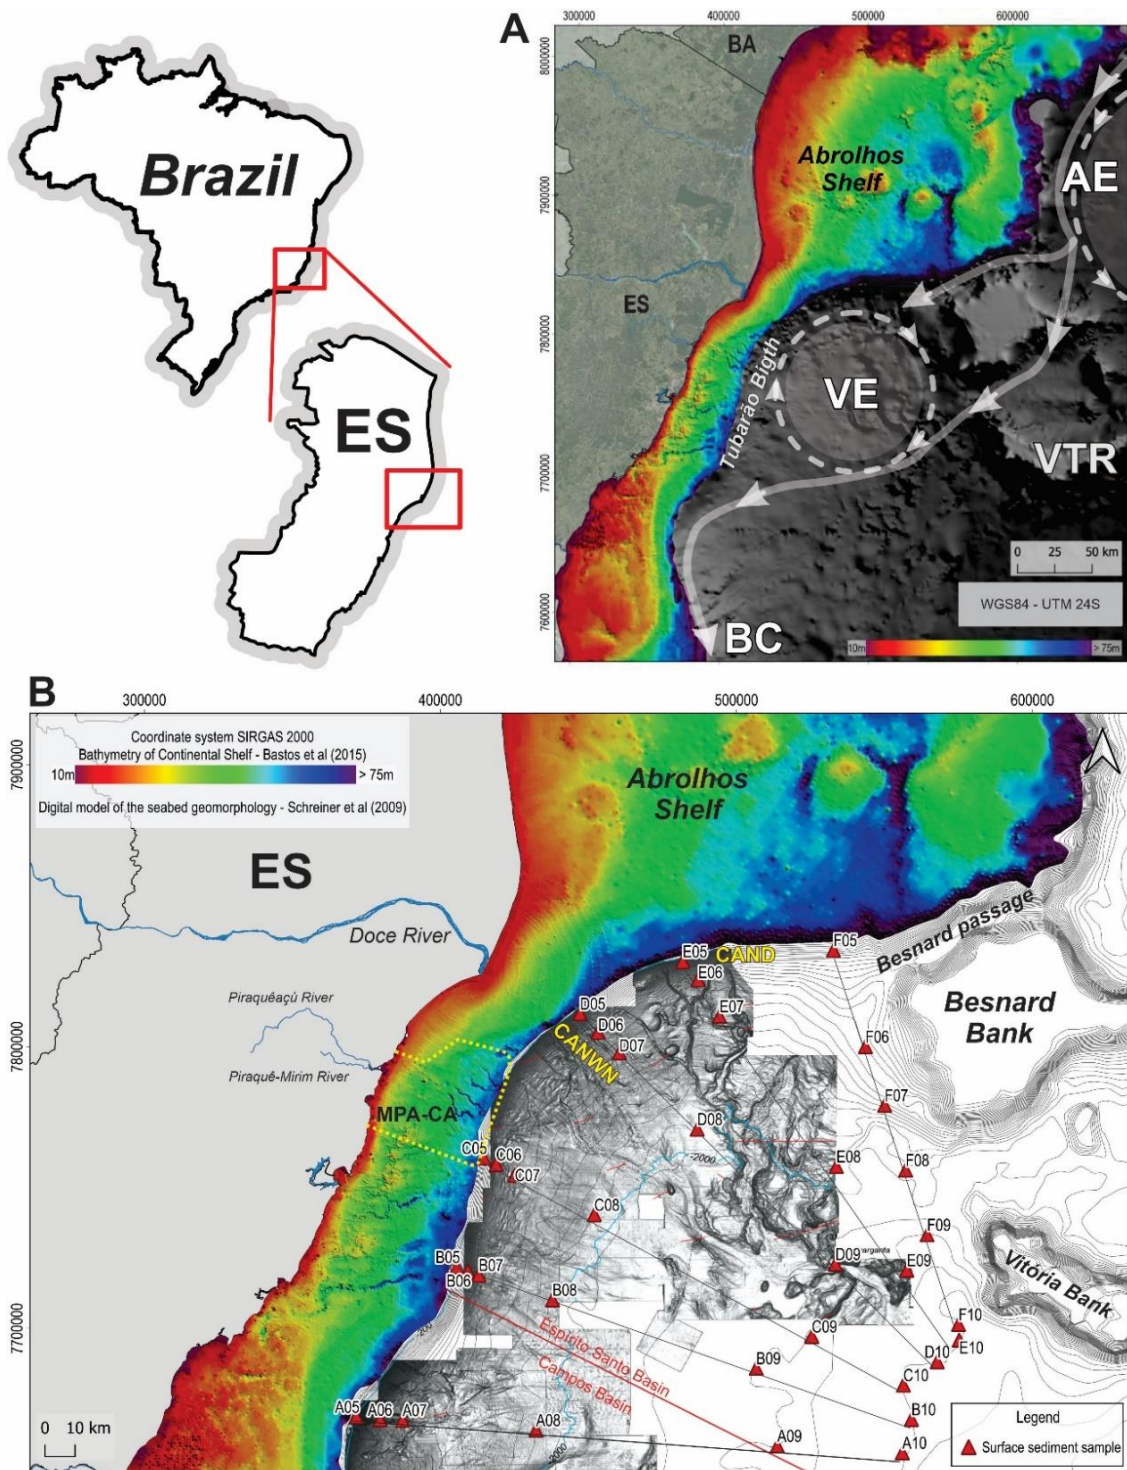 Brazil
ES
A
300000
400000
500000
600000
8000000
7900000
7800000
7700000
7600000
BA
Abrolhos
Shelf
AE
ES
Tubarão Bigth
VE
VTR
0 25 50 km
WGS84 - UTM 24S
BC
10m
> 75m
B
300000
400000
500000
600000
7900000
7800000
7700000
Coordinate system SIRGAS 2000
Bathymetry of Continental Shelf - Bastos et al (2015)
10m > 75m
Digital model of the seabed geomorphology - Schreiner et al (2009)
Abrolhos
Shelf
ES
Doce River
Piraquêaçú River
Piraquê-Mirim River
MPA-CA
Besnard passage
Besnard
Bank
Vitória Bank
CAND
CANWN
E05
E06
E07
F05
D05
D06
D07
F06
F07
D08
-2000
E08
F08
C05
C06
C07
C08
F09
B05
B06
B07
B08
D09
argarida
E09
F10
E10
C09
D10
-200
Espírito Santo Basin
Campos Basin
B09
C10
B10
A05
A06
A07
A08
-2000
A09
A10
0 10 km
Legend
Surface sediment sample